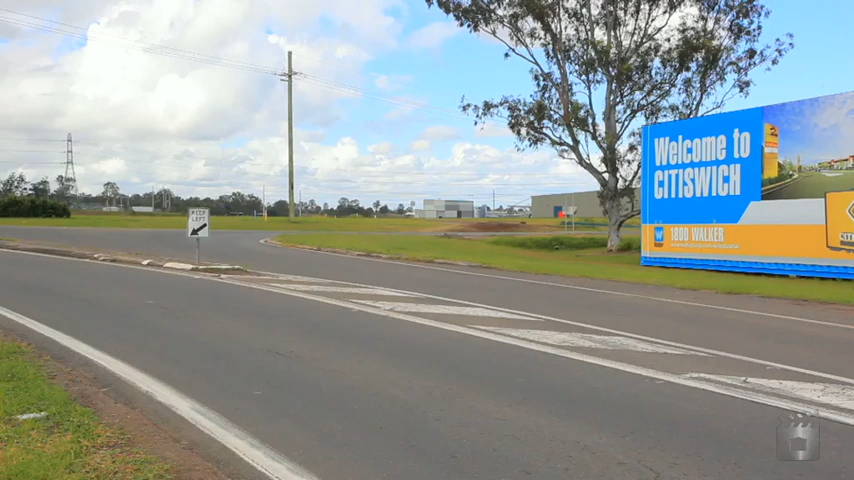 KEEP
LEFT
Welcome to
CITISWICH
1800 WALKER